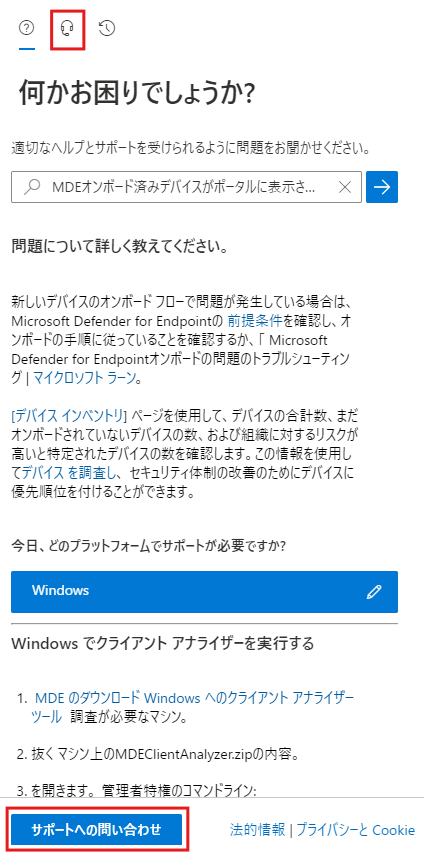 何かお困りでしょうか?
適切なヘルプとサポートを受けられるように問題をお聞かせください。
MDEオンボード済みデバイスがポータルに表示さ...
問題について詳しく教えてください。
新しいデバイスのオンボード フローで問題が発生している場合は、
Microsoft Defender for Endpointの 前提条件を確認し、オ
ンボードの手順に従っていることを確認するか、「 Microsoft
Defender for Endpointオンボードの問題のトラブルシューティン
グ | マイクロソフト ラーン。
[デバイス インベントリ] ページを使用して、デバイスの合計数、まだ
オンボードされていないデバイスの数、および組織に対するリスクが
高いと特定されたデバイスの数を確認します。この情報を使用し
てデバイス を調査し、 セキュリティ体制の改善のためにデバイスに
優先順位を付けることができます。
今日、どのプラットフォームでサポートが必要ですか?
Windows
Windows でクライアント アナライザーを実行する
1. MDE のダウンロード Windows へのクライアント アナライザー
ツール 調査が必要なマシン。
2. 抜く マシン上のMDEClientAnalyzer.zipの内容。
3. を開きます。 管理者特権のコマンドライン:
サポートへの問い合わせ
法的情報 | プライバシーと Cookie